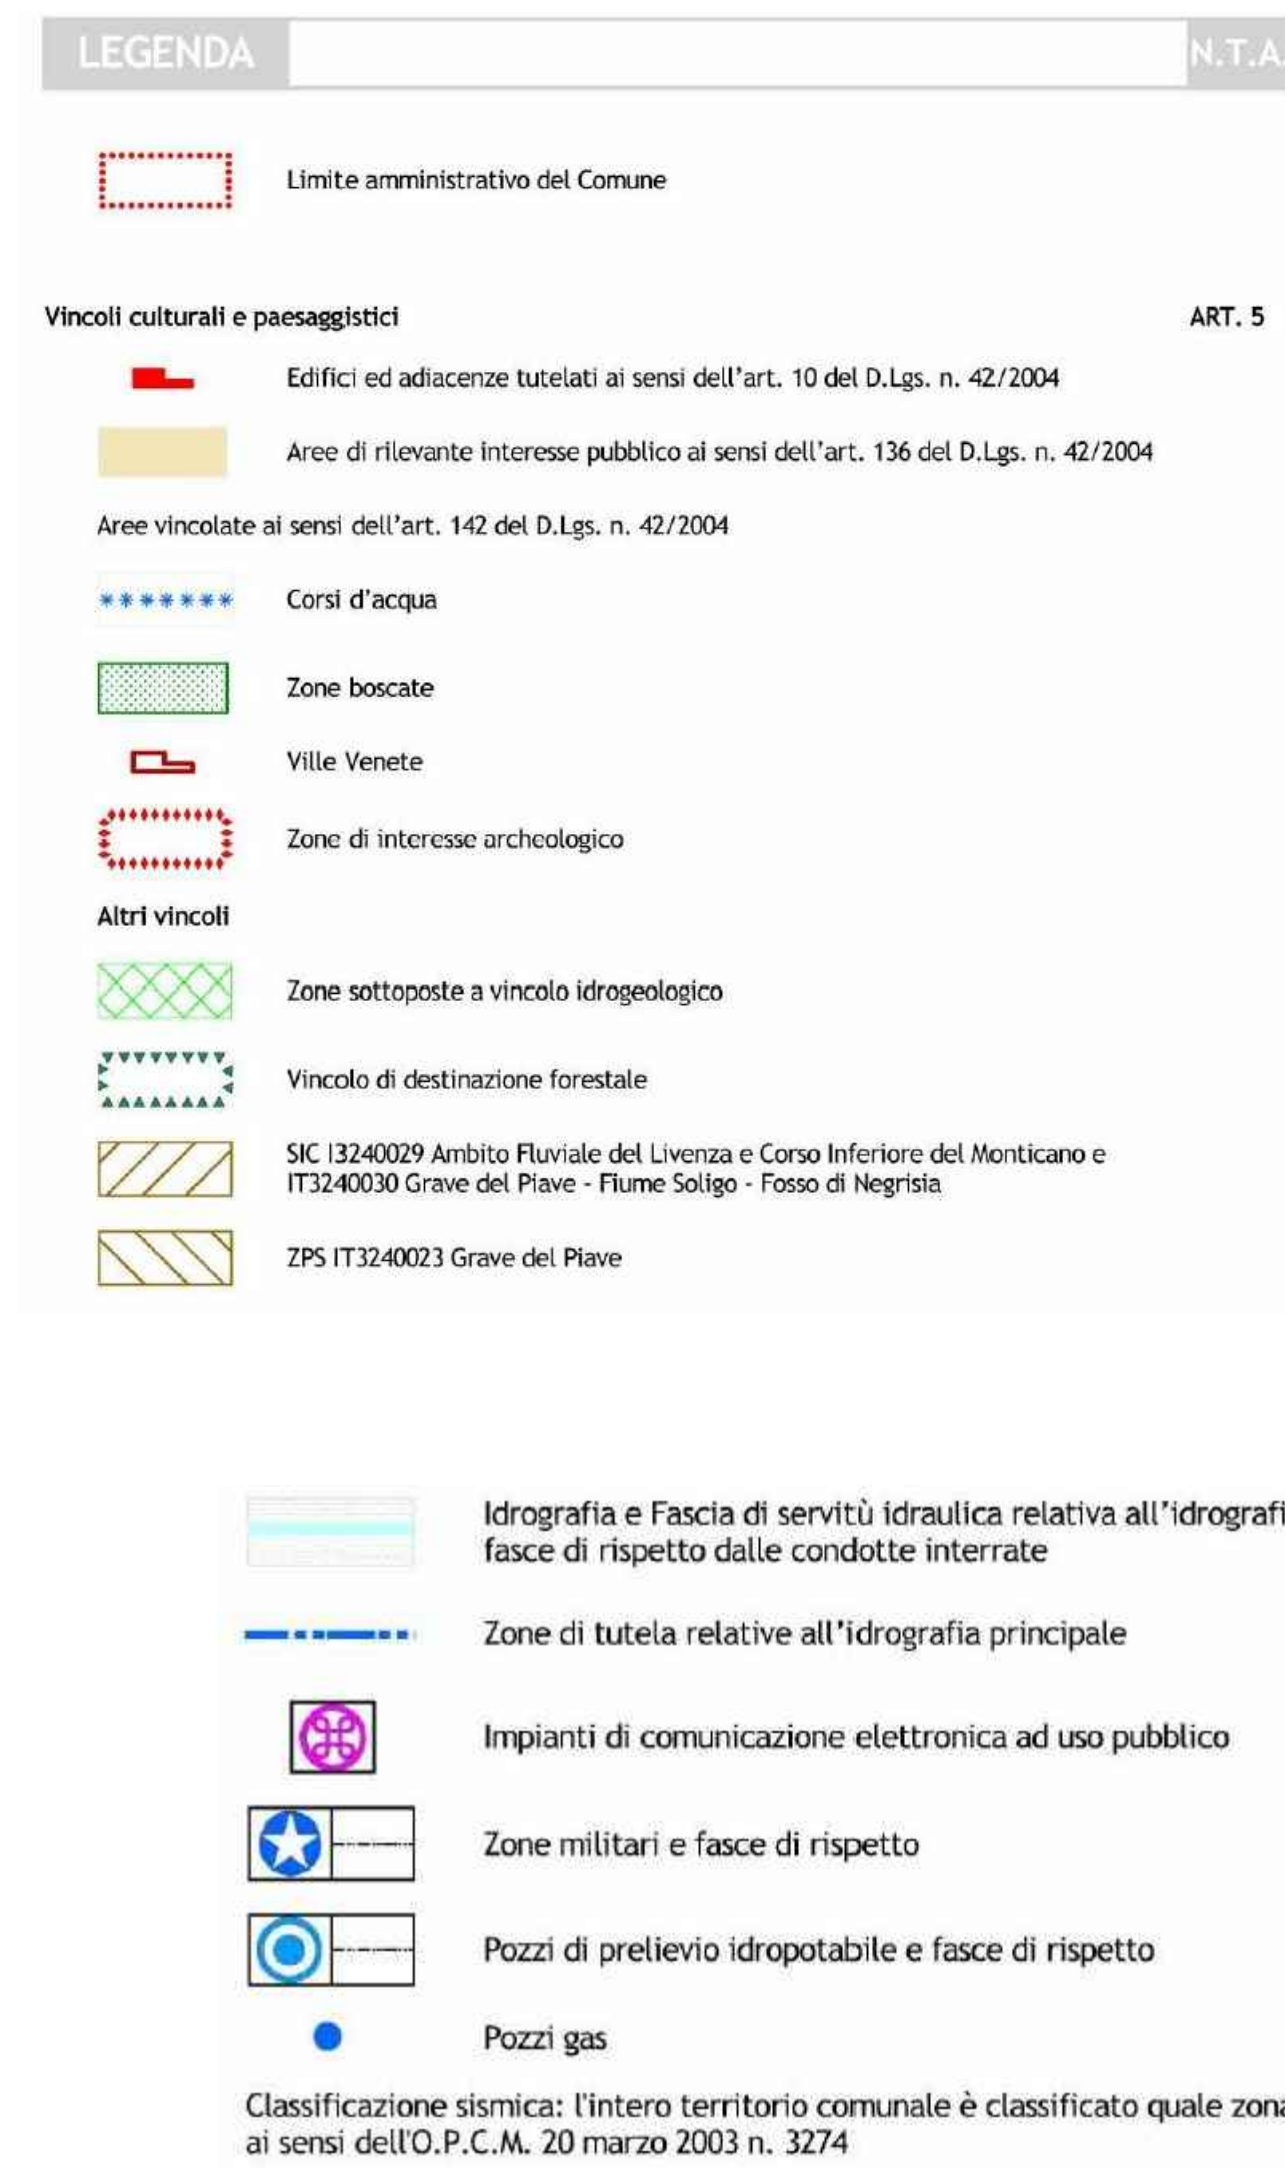 LEGENDA N.T.A.
Limite amministrativo del Comune
Vincoli culturali e paesaggistici ART. 5
Edifici ed adiacenze tutelati ai sensi dell'art. 10 del D.Lgs. n. 42/2004
Aree di rilevante interesse pubblico ai sensi dell'art. 136 del D.Lgs. n. 42/2004
Aree vincolate ai sensi dell'art. 142 del D.Lgs. n. 42/2004
Corsi d'acqua
Zone boscate
Ville Venete
Zone di interesse archeologico
Altri vincoli
Zone sottoposte a vincolo idrogeologico
Vincolo di destinazione forestale
SIC I3240029 Ambito Fluviale del Livenza e Corso Inferiore del Monticano e
IT3240030 Grave del Piave - Fiume Soligo - Fosso di Negrisia
ZPS IT3240023 Grave del Piave
Idrografia e Fascia di servitù idraulica relativa all'idrografi
fasce di rispetto dalle condotte interrate
Zone di tutela relative all'idrografia principale
Impianti di comunicazione elettronica ad uso pubblico
Zone militari e fasce di rispetto
Pozzi di prelievio idropotabile e fasce di rispetto
Pozzi gas
Classificazione sismica: l'intero territorio comunale è classificato quale zona
ai sensi dell'O.P.C.M. 20 marzo 2003 n. 3274